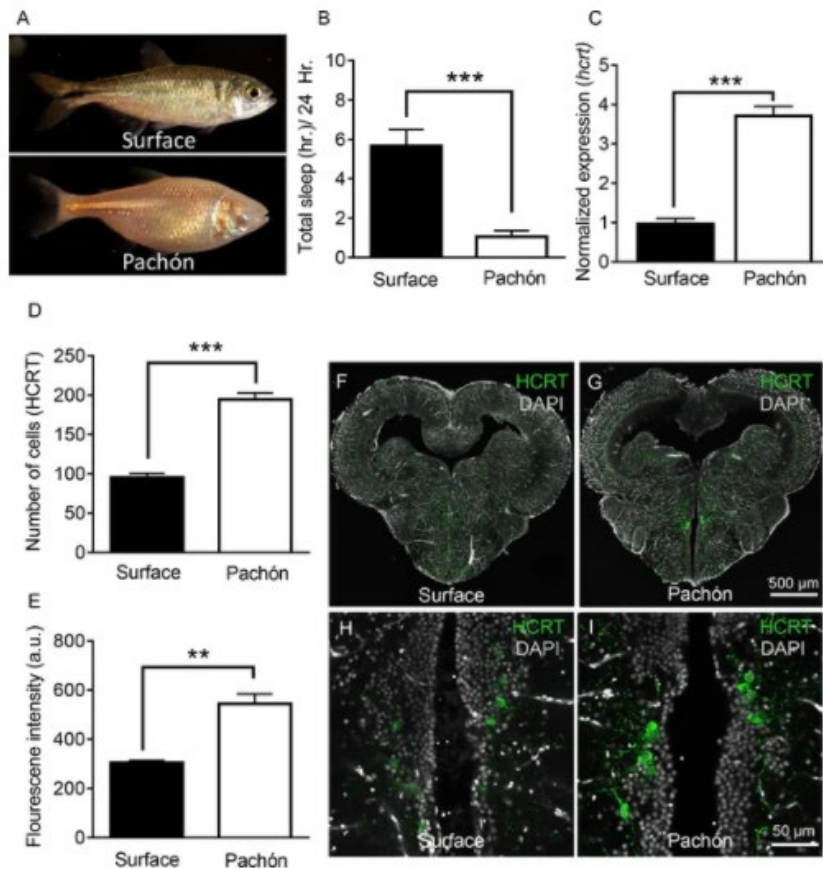 A
Surface
Pachón
B
Total sleep (hr.)/ 24 Hr.
10
8
6
4
2
0
***
Surface
Pachón
C
Normalized expression (hcrt)
5
4
3
2
1
0
***
Surface
Pachón
D
Number of cells (HCRT)
250
200
150
100
50
0
***
Surface
Pachón
E
Flourescene intensity (a.u.)
800
600
400
200
0
**
Surface
Pachón
F
HCRT
DAPI
Surface
G
HCRT
DAPI
Pachón
500 µm
H
HCRT
DAPI
Surface
I
HCRT
DAPI
Pachón
50 µm